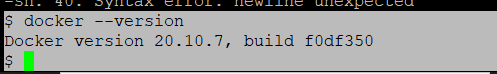 -sh: 40: Syntax error: newline unexpected
$ docker --version
Docker version 20.10.7, build f0df350
$